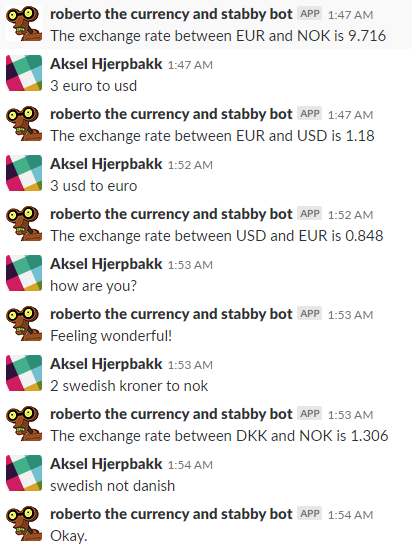 roberto the currency and stabby bot APP 1:47 AM
The exchange rate between EUR and NOK is 9.716
Aksel Hjerpbakk 1:47 AM
3 euro to usd
roberto the currency and stabby bot APP 1:47 AM
The exchange rate between EUR and USD is 1.18
Aksel Hjerpbakk 1:52 AM
3 usd to euro
roberto the currency and stabby bot APP 1:52 AM
The exchange rate between USD and EUR is 0.848
Aksel Hjerpbakk 1:53 AM
how are you?
roberto the currency and stabby bot APP 1:53 AM
Feeling wonderful!
Aksel Hjerpbakk 1:53 AM
2 swedish kroner to nok
roberto the currency and stabby bot APP 1:53 AM
The exchange rate between DKK and NOK is 1.306
Aksel Hjerpbakk 1:54 AM
swedish not danish
roberto the currency and stabby bot APP 1:54 AM
Okay.